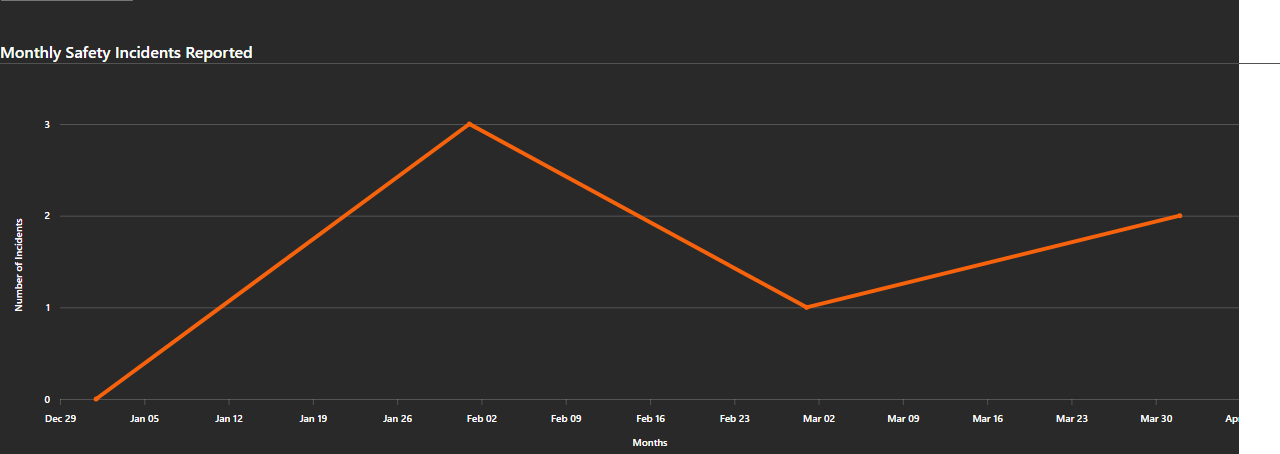 Monthly Safety Incidents Reported
3
2
1
0
Number of Incidents
Dec 29 Jan 05 Jan 12 Jan 19 Jan 26 Feb 02 Feb 09 Feb 16 Feb 23 Mar 02 Mar 09 Mar 16 Mar 23 Mar 30
Months